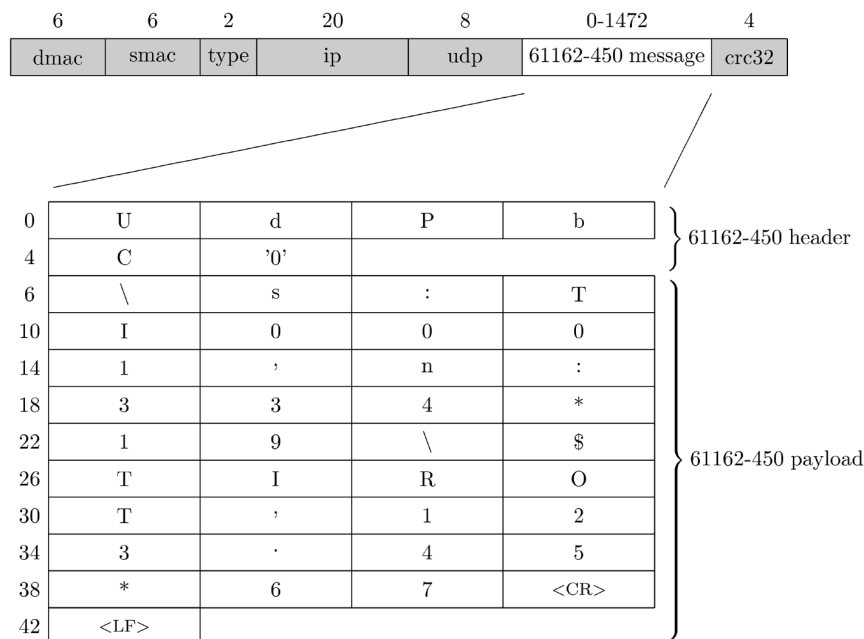 6 6 2 20 8 0-1472 4
dmac smac type ip udp 61162-450 message crc32
0 U d P b
61162-450 header
4 C '0'
6 \ s : T
10 I 0 0 0
14 1 , n :
18 3 3 4 *
22 1 9 \ $
61162-450 payload
26 T I R O
30 T , 1 2
34 3 . 4 5
38 * 6 7 <CR>
42 <LF>